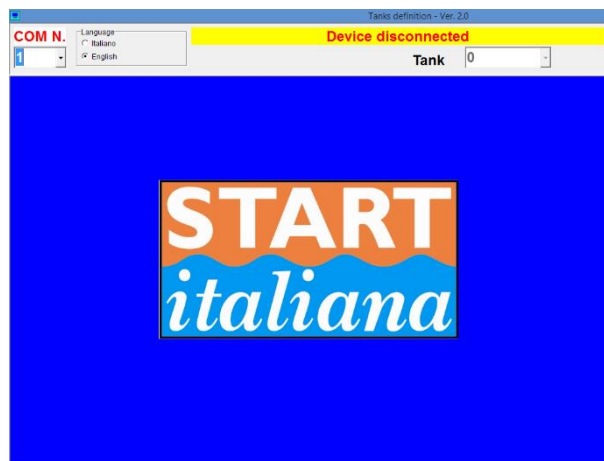 Tanks definition - Ver. 2.0
COM N.
1
Language
Italiano
English
Device disconnected
Tank
0
START
italiana